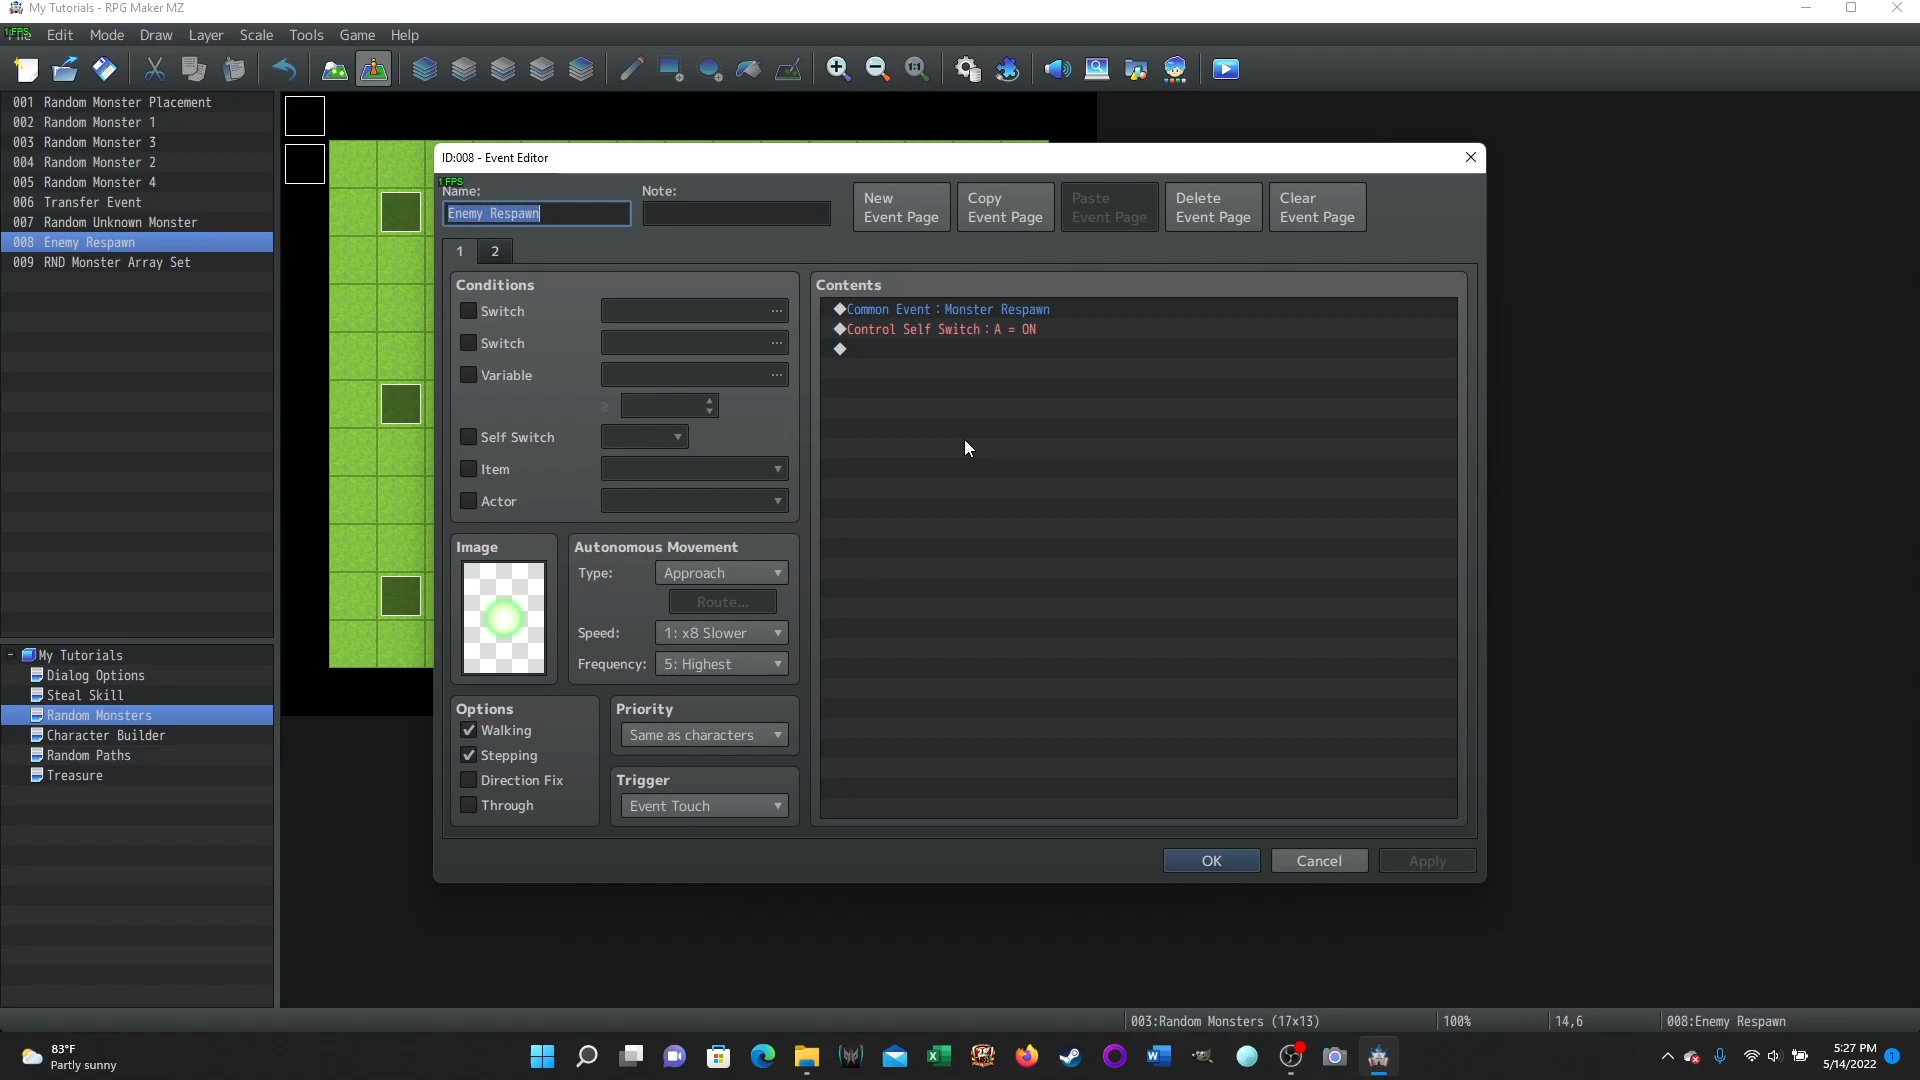 My Tutorials - RPG Maker MZ
File Edit Mode Draw Layer Scale Tools Game Help
1 FPS
001 Random Monster Placement
002 Random Monster 1
003 Random Monster 3
004 Random Monster 2
005 Random Monster 4
006 Transfer Event
007 Random Unknown Monster
008 Enemy Respawn
009 RND Monster Array Set
My Tutorials
Dialog Options
Steal Skill
Random Monsters
Character Builder
Random Paths
Treasure
ID:008 - Event Editor
1 FPS
Name: Note:
Enemy Respawn
New Event Page
Copy Event Page
Paste Event Page
Delete Event Page
Clear Event Page
1 2
Conditions
Switch ...
Switch ...
Variable ...
≥
Self Switch
Item
Actor
Image
Autonomous Movement
Type: Approach
Route...
Speed: 1: x8 Slower
Frequency: 5: Highest
Options
Walking
Stepping
Direction Fix
Through
Priority
Same as characters
Trigger
Event Touch
Contents
◆Common Event：Monster Respawn
◆Control Self Switch：A = ON
◆
OK Cancel Apply
003:Random Monsters (17×13) 100% 14,6 008:Enemy Respawn
83°F
Partly sunny
5:27 PM
5/14/2022
1